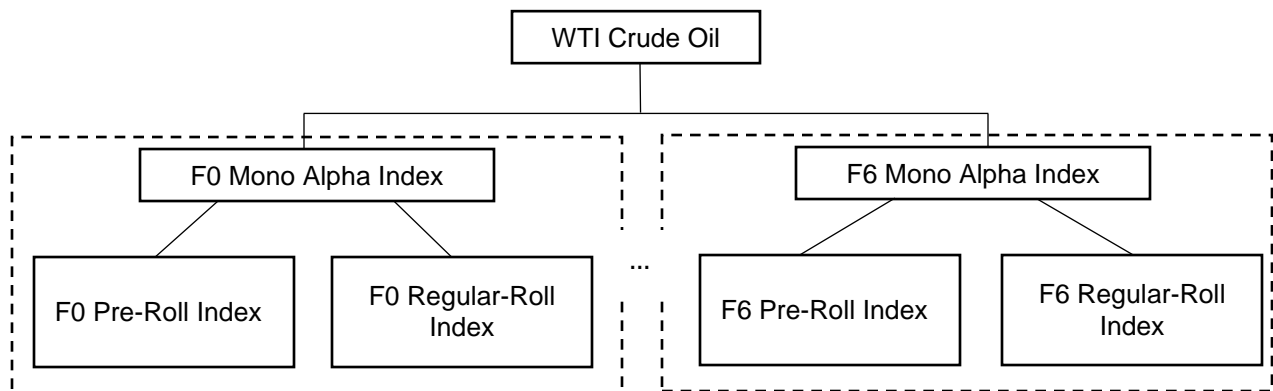 WTI Crude Oil
F0 Mono Alpha Index
F6 Mono Alpha Index
F0 Pre-Roll Index
F0 Regular-Roll
Index
...
F6 Pre-Roll Index
F6 Regular-Roll
Index